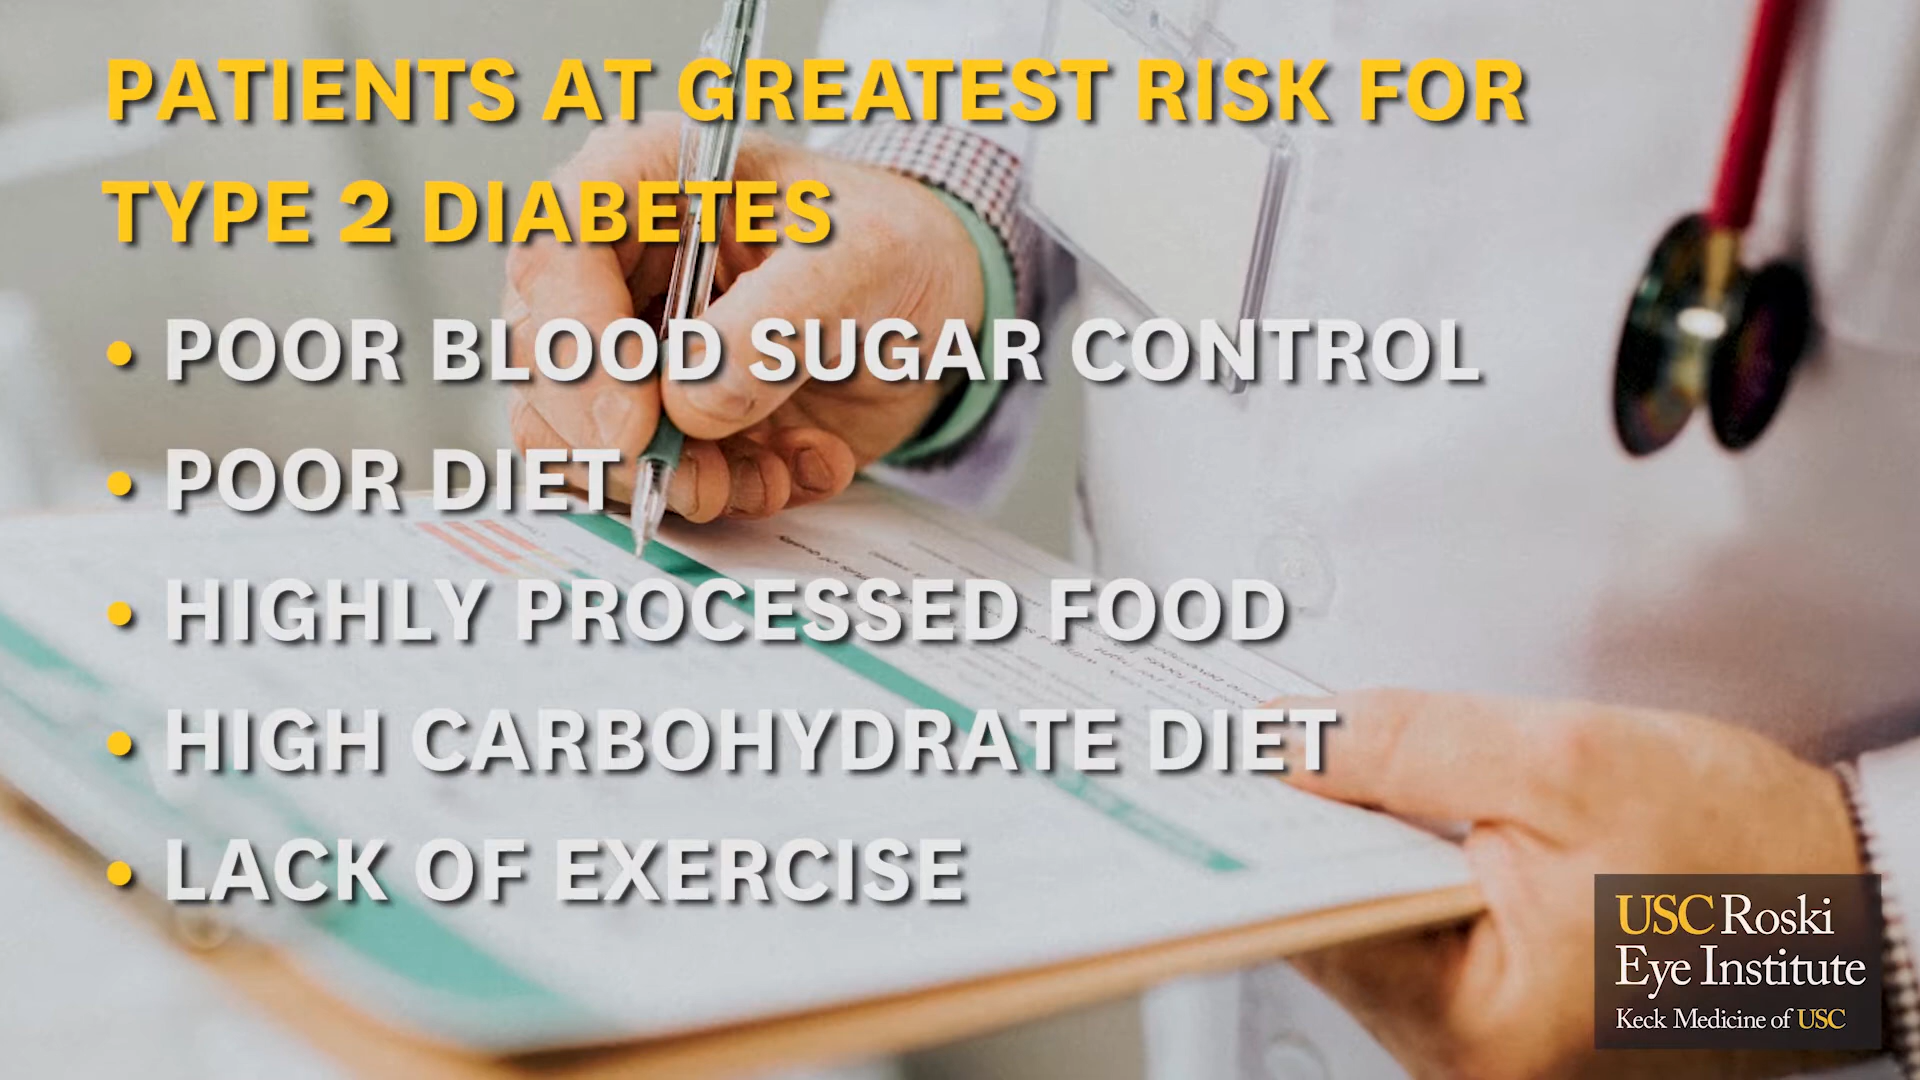 PATIENTS AT GREATEST RISK FOR
TYPE 2 DIABETES
• POOR BLOOD SUGAR CONTROL
• POOR DIET
• HIGHLY PROCESSED FOOD
• HIGH CARBOHYDRATE DIET
• LACK OF EXERCISE
USC Roski
Eye Institute
Keck Medicine of USC